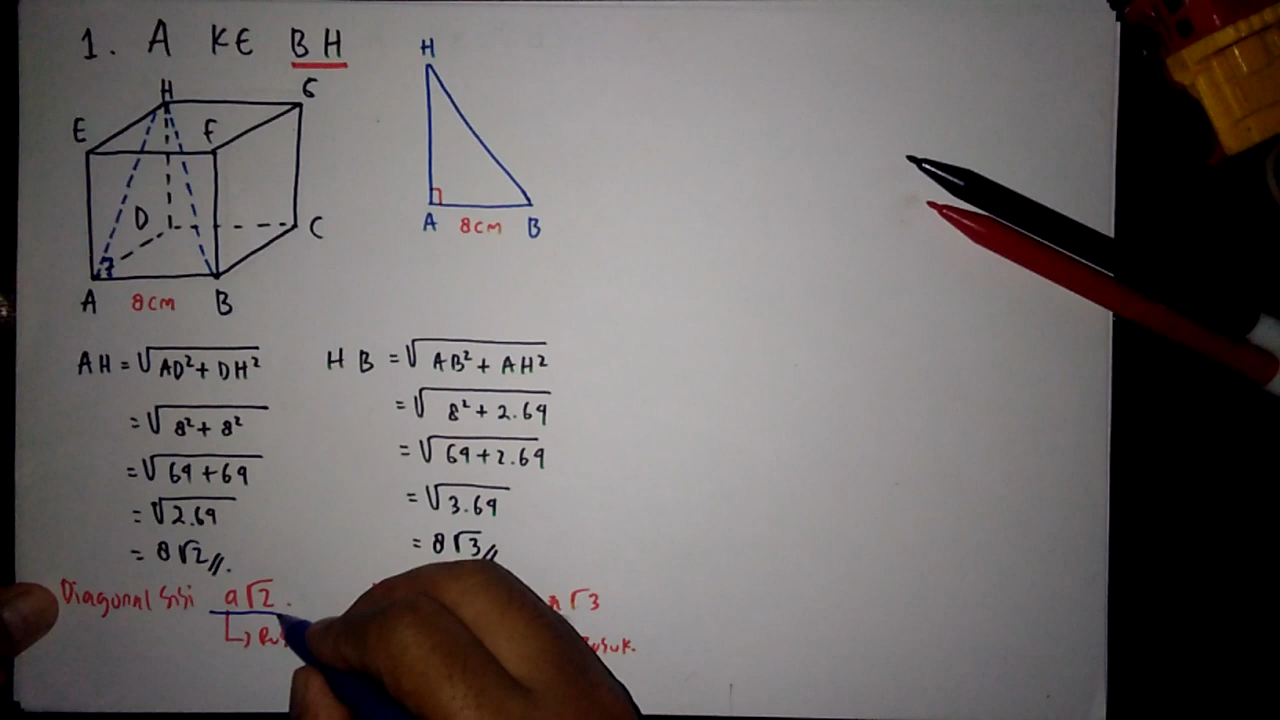 1. A KE BH
H
G
E
F
D
C
A
8cm
B
H
A
8cm
B
AH = √AD² + DH²
= √8² + 8²
= √64 + 64
= √2.64
= 8√2 //.
HB = √AB² + AH²
= √8² + 2.64
= √64 + 2.64
= √3.64
= 8√3 //
Diagonal Sisi a√2.
√3